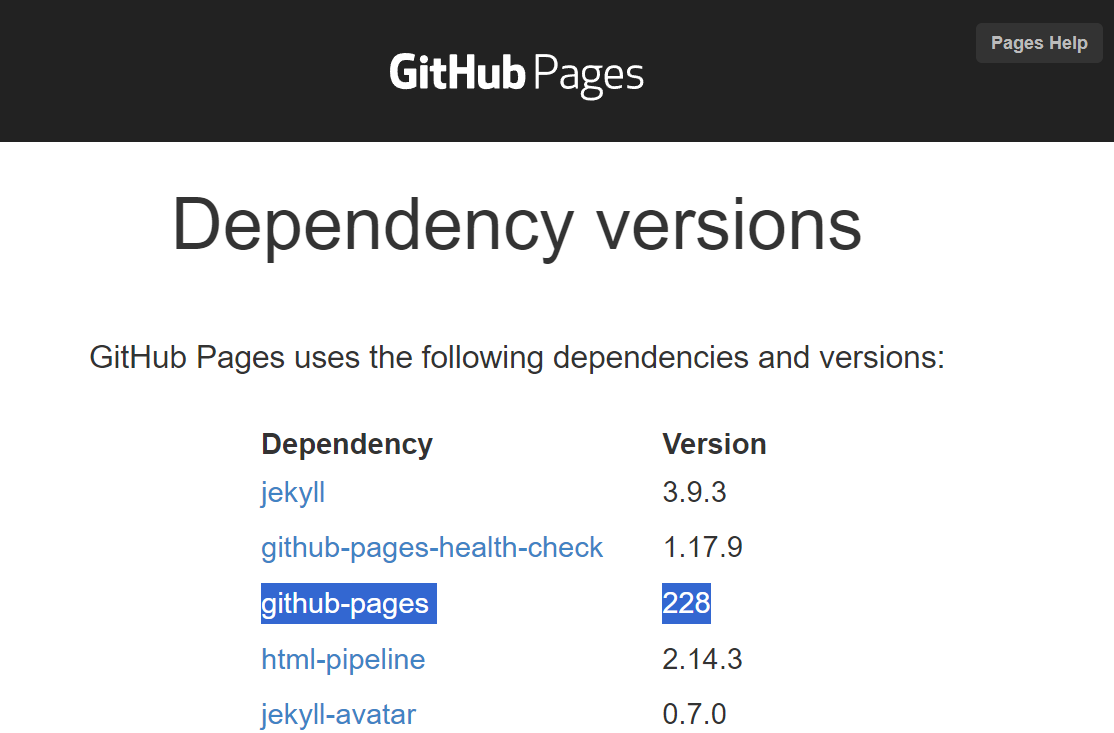 Pages Help
GitHub Pages
Dependency versions
GitHub Pages uses the following dependencies and versions:
Dependency Version
jekyll 3.9.3
github-pages-health-check 1.17.9
github-pages 228
html-pipeline 2.14.3
jekyll-avatar 0.7.0